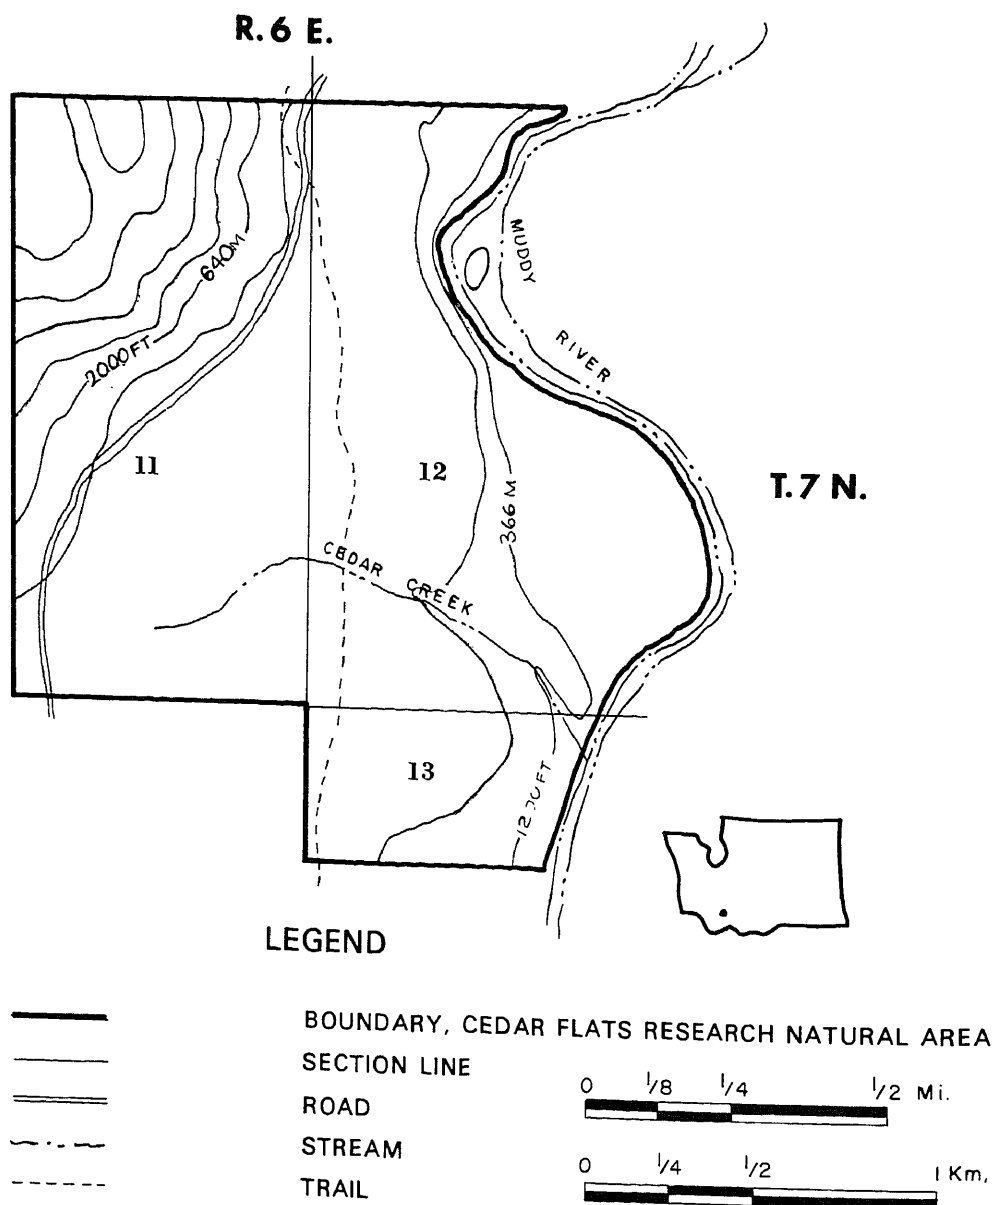 R. 6 E.
640M
MUDDY
RIVER
2000 FT
11
12
T. 7 N.
366 M
CEDAR
CREEK
13
LEGEND
BOUNDARY, CEDAR FLATS RESEARCH NATURAL AREA
SECTION LINE
ROAD
STREAM
TRAIL
0 1/8 1/4 1/2 Mi.
0 1/4 1/2 1 Km,